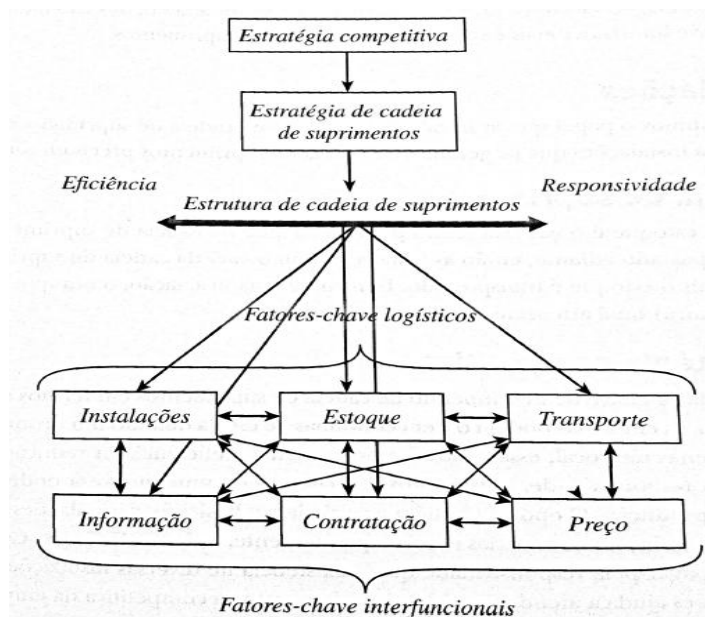 Estratégia competitiva
Estratégia de cadeia
de suprimentos
Eficiência
Responsividade
Estrutura de cadeia de suprimentos
Fatores-chave logísticos
Instalações
Estoque
Transporte
Informação
Contratação
Preço
Fatores-chave interfuncionais